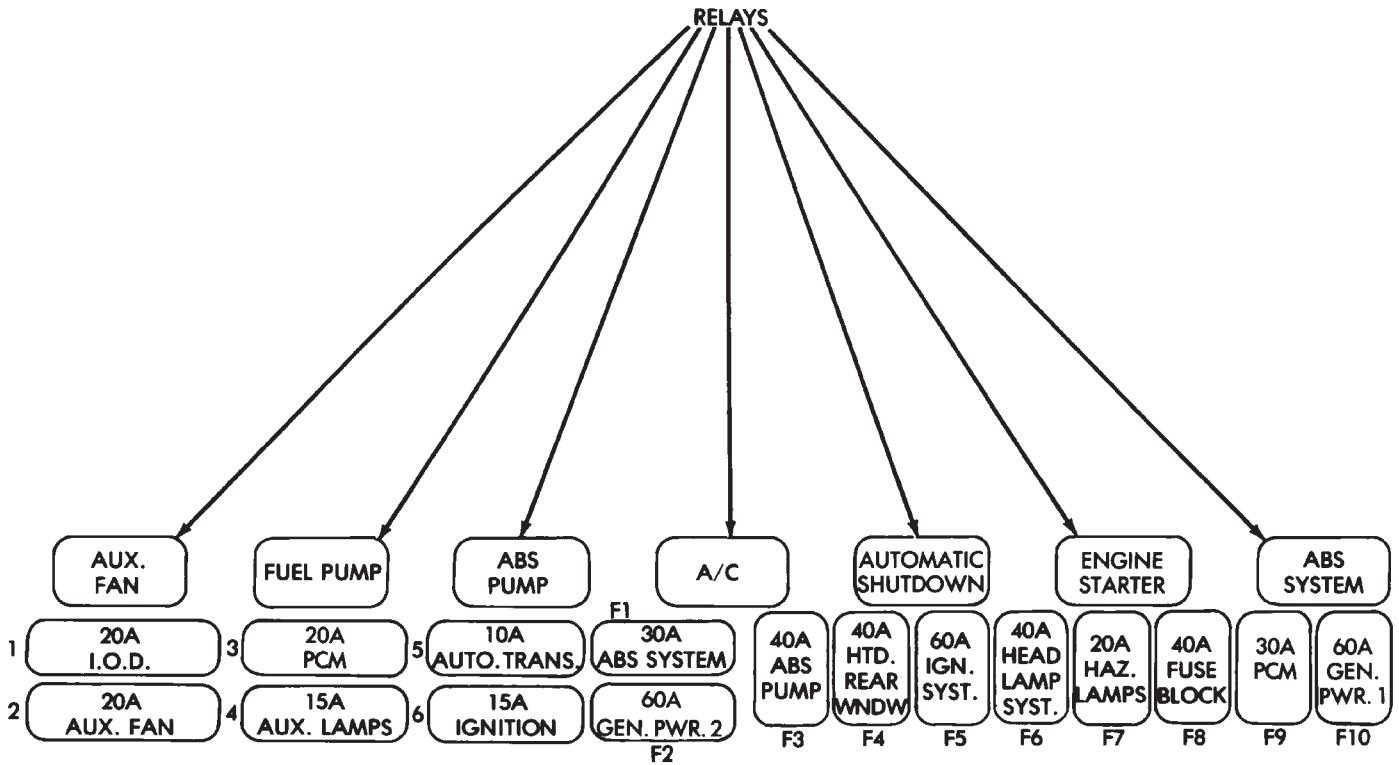 RELAYS
AUX.
FAN
FUEL PUMP
ABS
PUMP
A/C
AUTOMATIC
SHUTDOWN
ENGINE
STARTER
ABS
SYSTEM
1
20A
I.O.D.
3
20A
PCM
5
10A
AUTO. TRANS.
F1
30A
ABS SYSTEM
2
20A
AUX. FAN
4
15A
AUX. LAMPS
6
15A
IGNITION
60A
GEN. PWR. 2
F2
40A
ABS
PUMP
F3
40A
HTD.
REAR
WNDW
F4
60A
IGN.
SYST.
F5
40A
HEAD
LAMP
SYST.
F6
20A
HAZ.
LAMPS
F7
40A
FUSE
BLOCK
F8
30A
PCM
F9
60A
GEN.
PWR. 1
F10